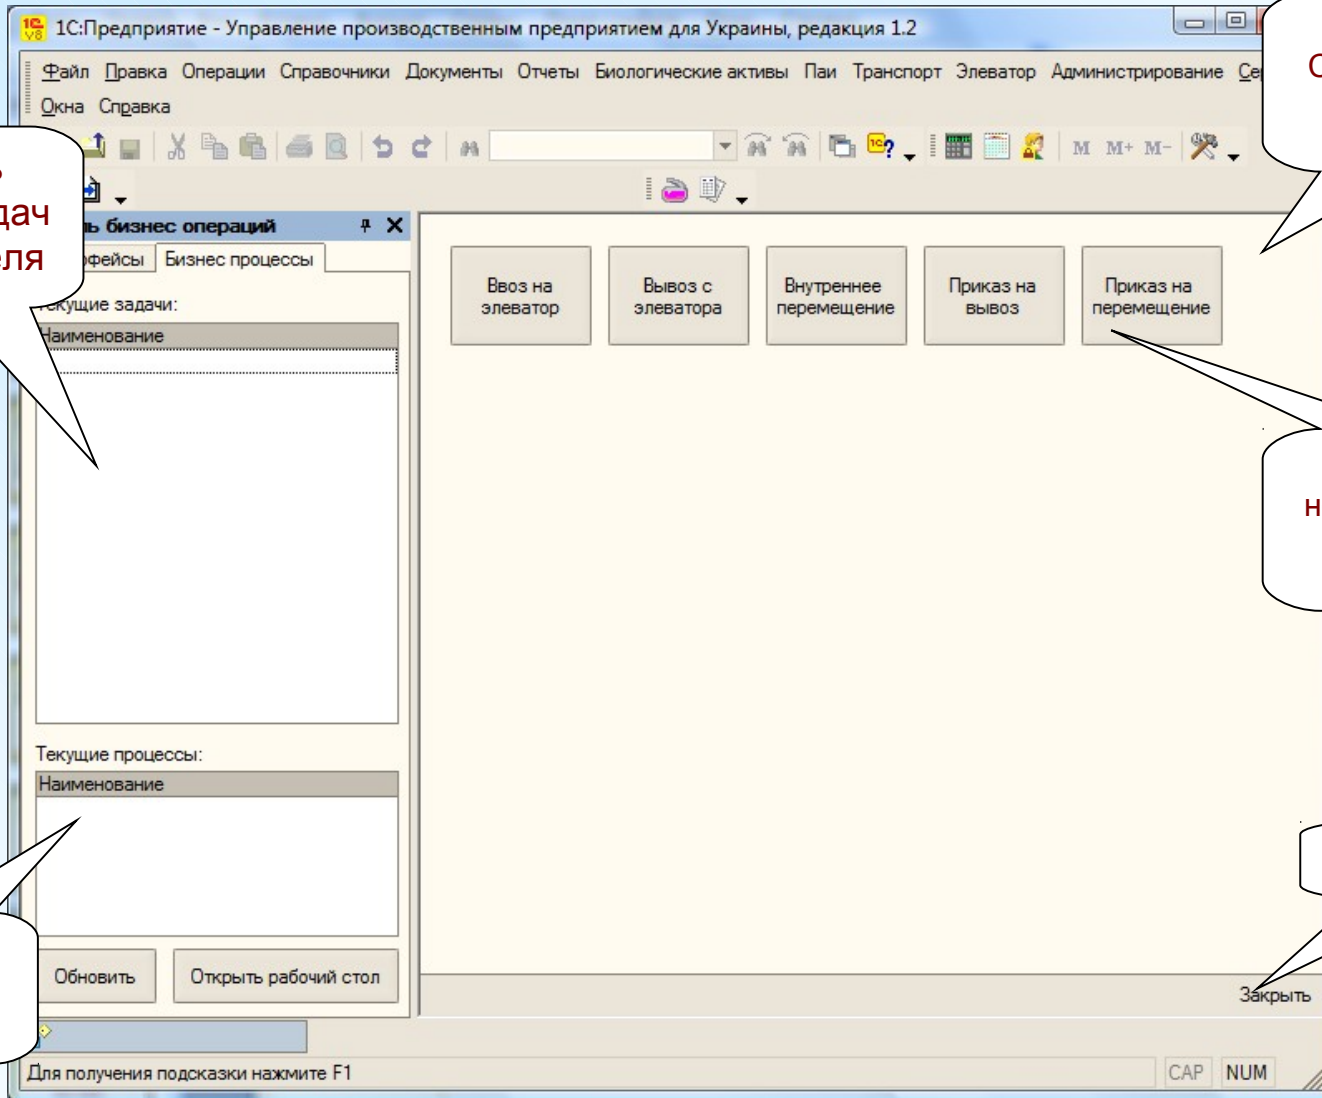 1С:Предприятие - Управление производственным предприятием для Украины, редакция 1.2
Файл Правка Операции Справочники Документы Отчеты Биологические активы Паи Транспорт Элеватор Администрирование
Окна Справка
M M+ M-
бизнес операций
Бизнес процессы
Текущие задачи:
Наименование
Ввоз на
элеватор
Вывоз с
элеватора
Внутреннее
перемещение
Приказ на
вывоз
Приказ на
перемещение
Текущие процессы:
Наименование
Обновить
Открыть рабочий стол
Закрыть
Для получения подсказки нажмите F1
CAP NUM